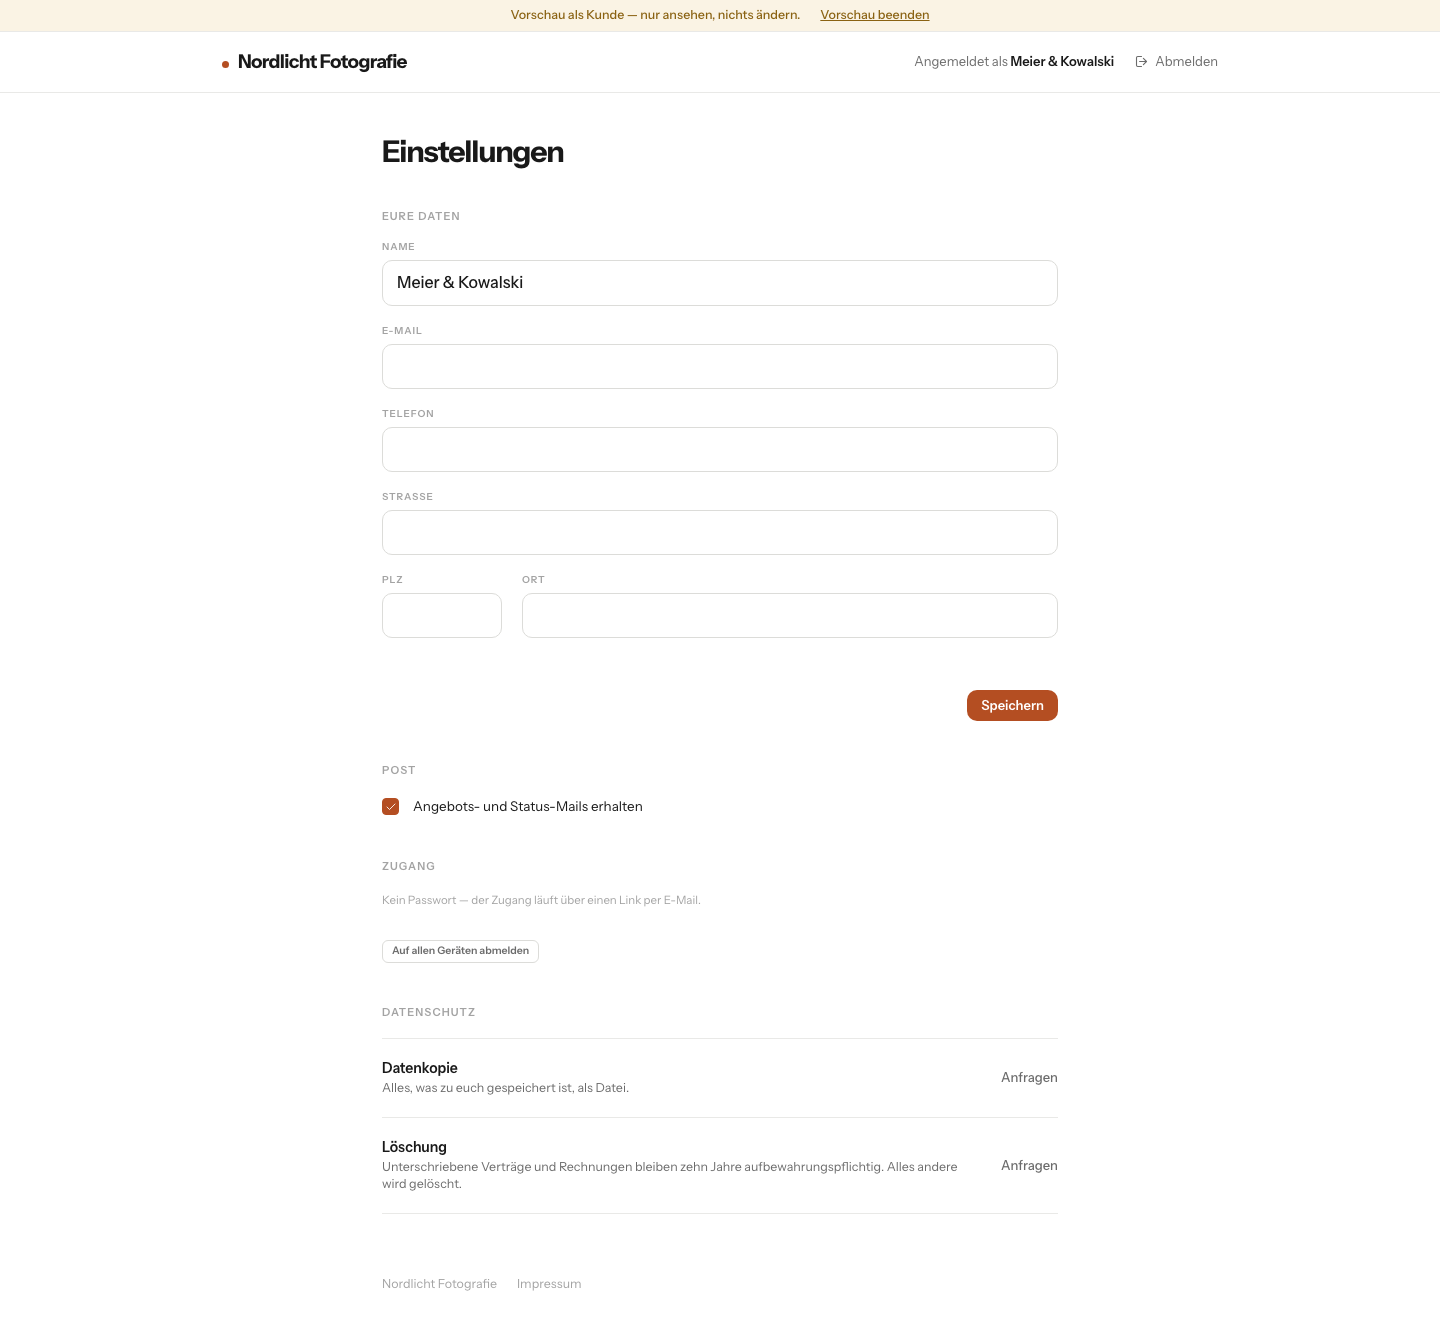 Vorschau als Kunde — nur ansehen, nichts ändern. Vorschau beenden
Nordlicht Fotografie
Angemeldet als Meier & Kowalski
Abmelden
Einstellungen
EURE DATEN
NAME
Meier & Kowalski
E-MAIL
TELEFON
STRASSE
PLZ
ORT
Speichern
POST
Angebots- und Status-Mails erhalten
ZUGANG
Kein Passwort — der Zugang läuft über einen Link per E-Mail.
Auf allen Geräten abmelden
DATENSCHUTZ
Datenkopie
Alles, was zu euch gespeichert ist, als Datei.
Anfragen
Löschung
Unterschriebene Verträge und Rechnungen bleiben zehn Jahre aufbewahrungspflichtig. Alles andere
wird gelöscht.
Anfragen
Nordlicht Fotografie
Impressum